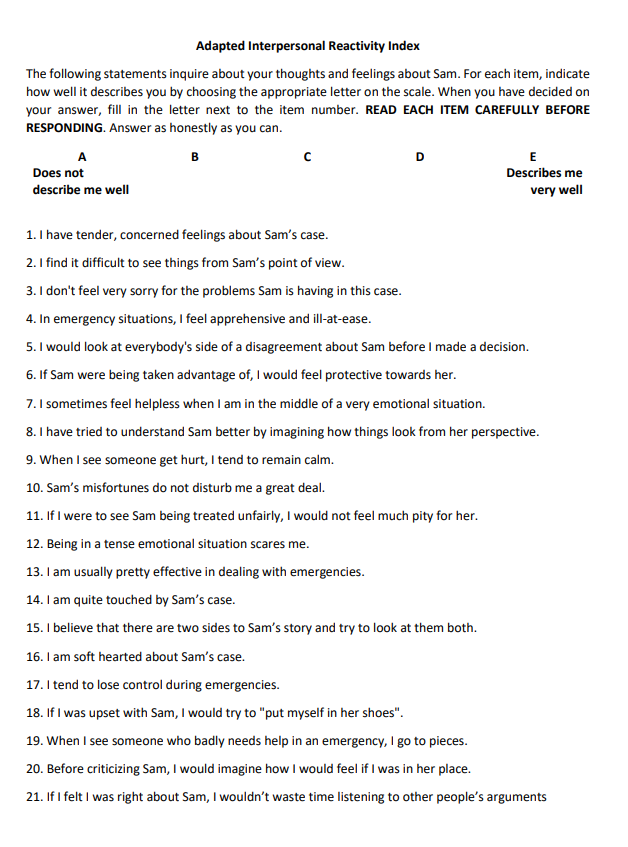 Adapted Interpersonal Reactivity Index
The following statements inquire about your thoughts and feelings about Sam. For each item, indicate
how well it describes you by choosing the appropriate letter on the scale. When you have decided on
your answer, fill in the letter next to the item number. READ EACH ITEM CAREFULLY BEFORE
RESPONDING. Answer as honestly as you can.
A B C D E
Does not Describes me
describe me well very well
1. I have tender, concerned feelings about Sam's case.
2. I find it difficult to see things from Sam's point of view.
3. I don't feel very sorry for the problems Sam is having in this case.
4. In emergency situations, I feel apprehensive and ill-at-ease.
5. I would look at everybody's side of a disagreement about Sam before I made a decision.
6. If Sam were being taken advantage of, I would feel protective towards her.
7. I sometimes feel helpless when I am in the middle of a very emotional situation.
8. I have tried to understand Sam better by imagining how things look from her perspective.
9. When I see someone get hurt, I tend to remain calm.
10. Sam's misfortunes do not disturb me a great deal.
11. If I were to see Sam being treated unfairly, I would not feel much pity for her.
12. Being in a tense emotional situation scares me.
13. I am usually pretty effective in dealing with emergencies.
14. I am quite touched by Sam's case.
15. I believe that there are two sides to Sam's story and try to look at them both.
16. I am soft hearted about Sam's case.
17. I tend to lose control during emergencies.
18. If I was upset with Sam, I would try to "put myself in her shoes".
19. When I see someone who badly needs help in an emergency, I go to pieces.
20. Before criticizing Sam, I would imagine how I would feel if I was in her place.
21. If I felt I was right about Sam, I wouldn't waste time listening to other people's arguments